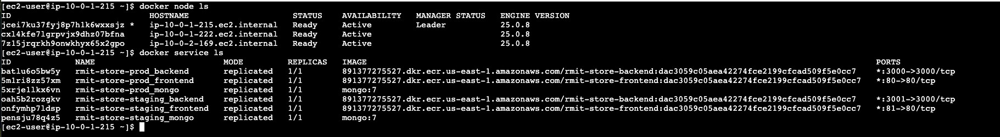 [ec2-user@ip-10-0-1-215 ~]$ docker node ls
ID HOSTNAME STATUS AVAILABILITY MANAGER STATUS ENGINE VERSION
jcei7ku37fyj8p7h1k6wxxsjz * ip-10-0-1-215.ec2.internal Ready Active Leader 25.0.8
cxl4kfe7lgrpvjx9dhz07bfna ip-10-0-1-222.ec2.internal Ready Active 25.0.8
7z15jrqrkh9onwkhyx65x2gpo ip-10-0-2-169.ec2.internal Ready Active 25.0.8
[ec2-user@ip-10-0-1-215 ~]$ docker service ls
ID NAME MODE REPLICAS IMAGE PORTS
batlu6o5bw5y rmit-store-prod_backend replicated 1/1 891377275527.dkr.ecr.us-east-1.amazonaws.com/rmit-store-backend:dac3059c05aea42274fce2199cfcad509f5e0cc7 *:3000->3000/tcp
5m1ri8zz57xm rmit-store-prod_frontend replicated 1/1 891377275527.dkr.ecr.us-east-1.amazonaws.com/rmit-store-frontend:dac3059c05aea42274fce2199cfcad509f5e0cc7 *:80->80/tcp
5xrje1lkx6vn rmit-store-prod_mongo replicated 1/1 mongo:7
oah5b2rozgkv rmit-store-staging_backend replicated 1/1 891377275527.dkr.ecr.us-east-1.amazonaws.com/rmit-store-backend:dac3059c05aea42274fce2199cfcad509f5e0cc7 *:3001->3000/tcp
onfymhp7ldsp rmit-store-staging_frontend replicated 1/1 891377275527.dkr.ecr.us-east-1.amazonaws.com/rmit-store-frontend:dac3059c05aea42274fce2199cfcad509f5e0cc7 *:81->80/tcp
pensju78q4z5 rmit-store-staging_mongo replicated 1/1 mongo:7
[ec2-user@ip-10-0-1-215 ~]$